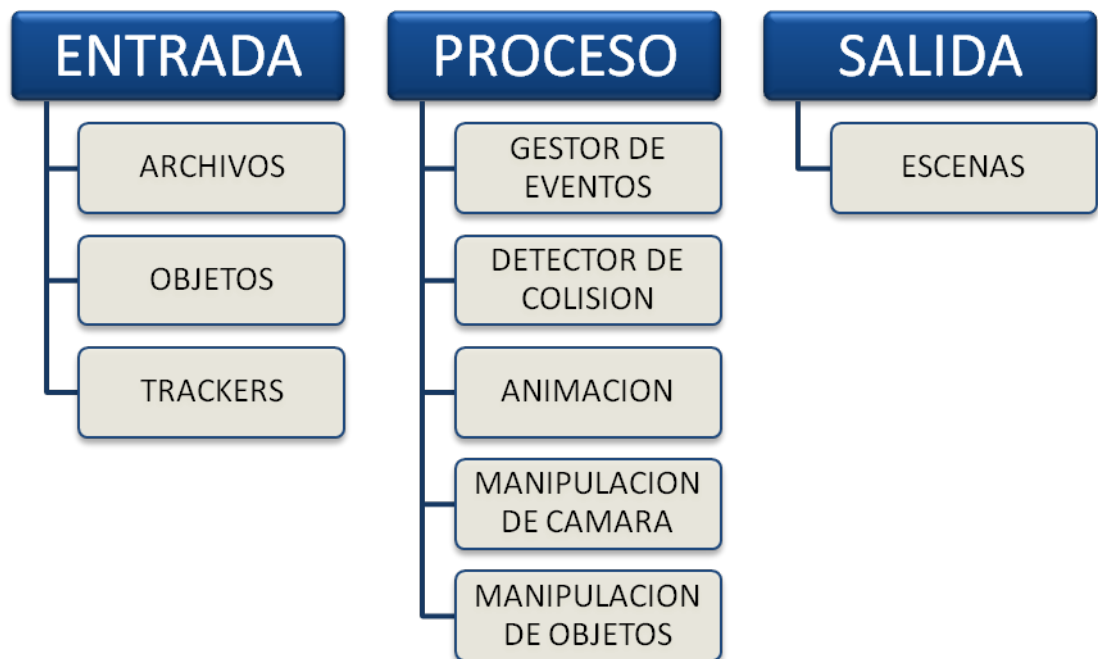 ENTRADA
ARCHIVOS
OBJETOS
TRACKERS
PROCESO
GESTOR DE
EVENTOS
DETECTOR DE
COLISION
ANIMACION
MANIPULACION
DE CAMARA
MANIPULACION
DE OBJETOS
SALIDA
ESCENAS